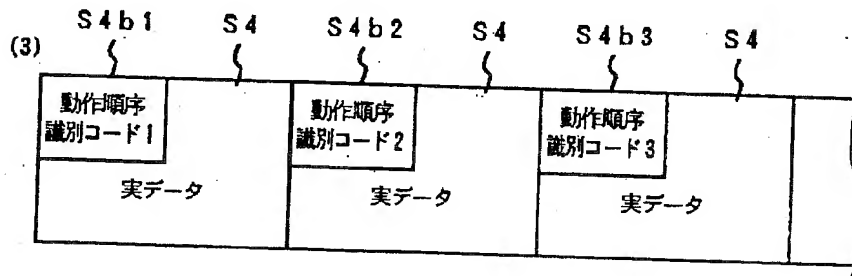 (3) S4b1 S4 S4b2 S4 S4b3 S4
動作順序
識別コード1
動作順序
識別コード2
動作順序
識別コード3
実データ 実データ 実データ